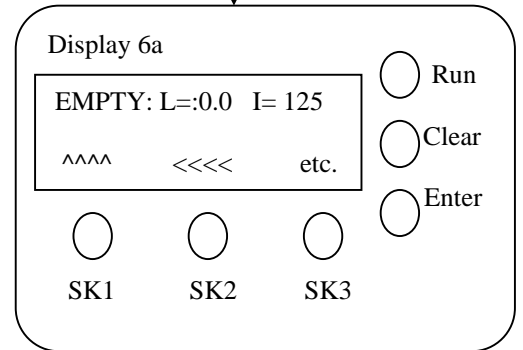 Display 6a
EMPTY: L=:0.0 I= 125
^^^^ <<<< etc.
Run
Clear
Enter
SK1 SK2 SK3